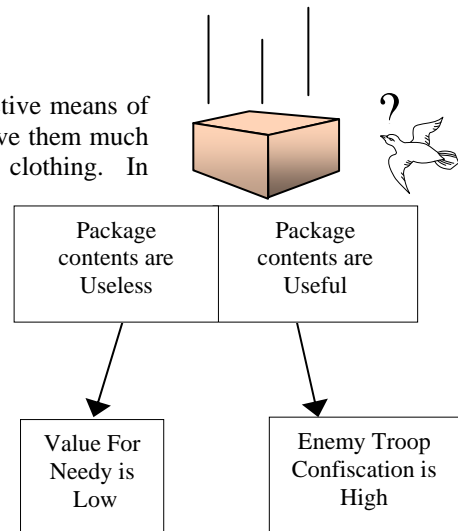 tive means of
ve them much
clothing. In
?
Package
contents are
Useless
Package
contents are
Useful
Value For
Needy is
Low
Enemy Troop
Confiscation is
High